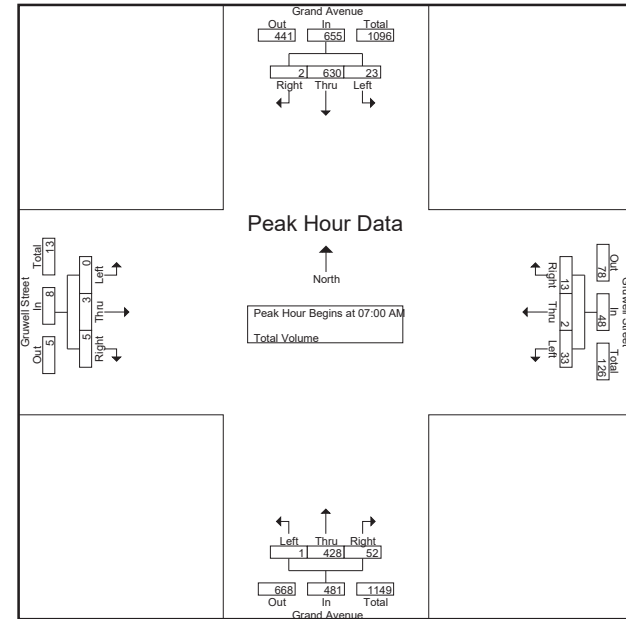 Grand Avenue
Out In Total
441 655 1096
2 630 23
Right Thru Left
Peak Hour Data
North
Peak Hour Begins at 07:00 AM
Total Volume
Gruwell Street
Total In Out
13 8 5
0 3 5
Left Thru Right
Right Thru Left
13 2 33
Out In Total
78 48 126
Gruwell Street
Left Thru Right
1 428 52
668 481 1149
Out In Total
Grand Avenue